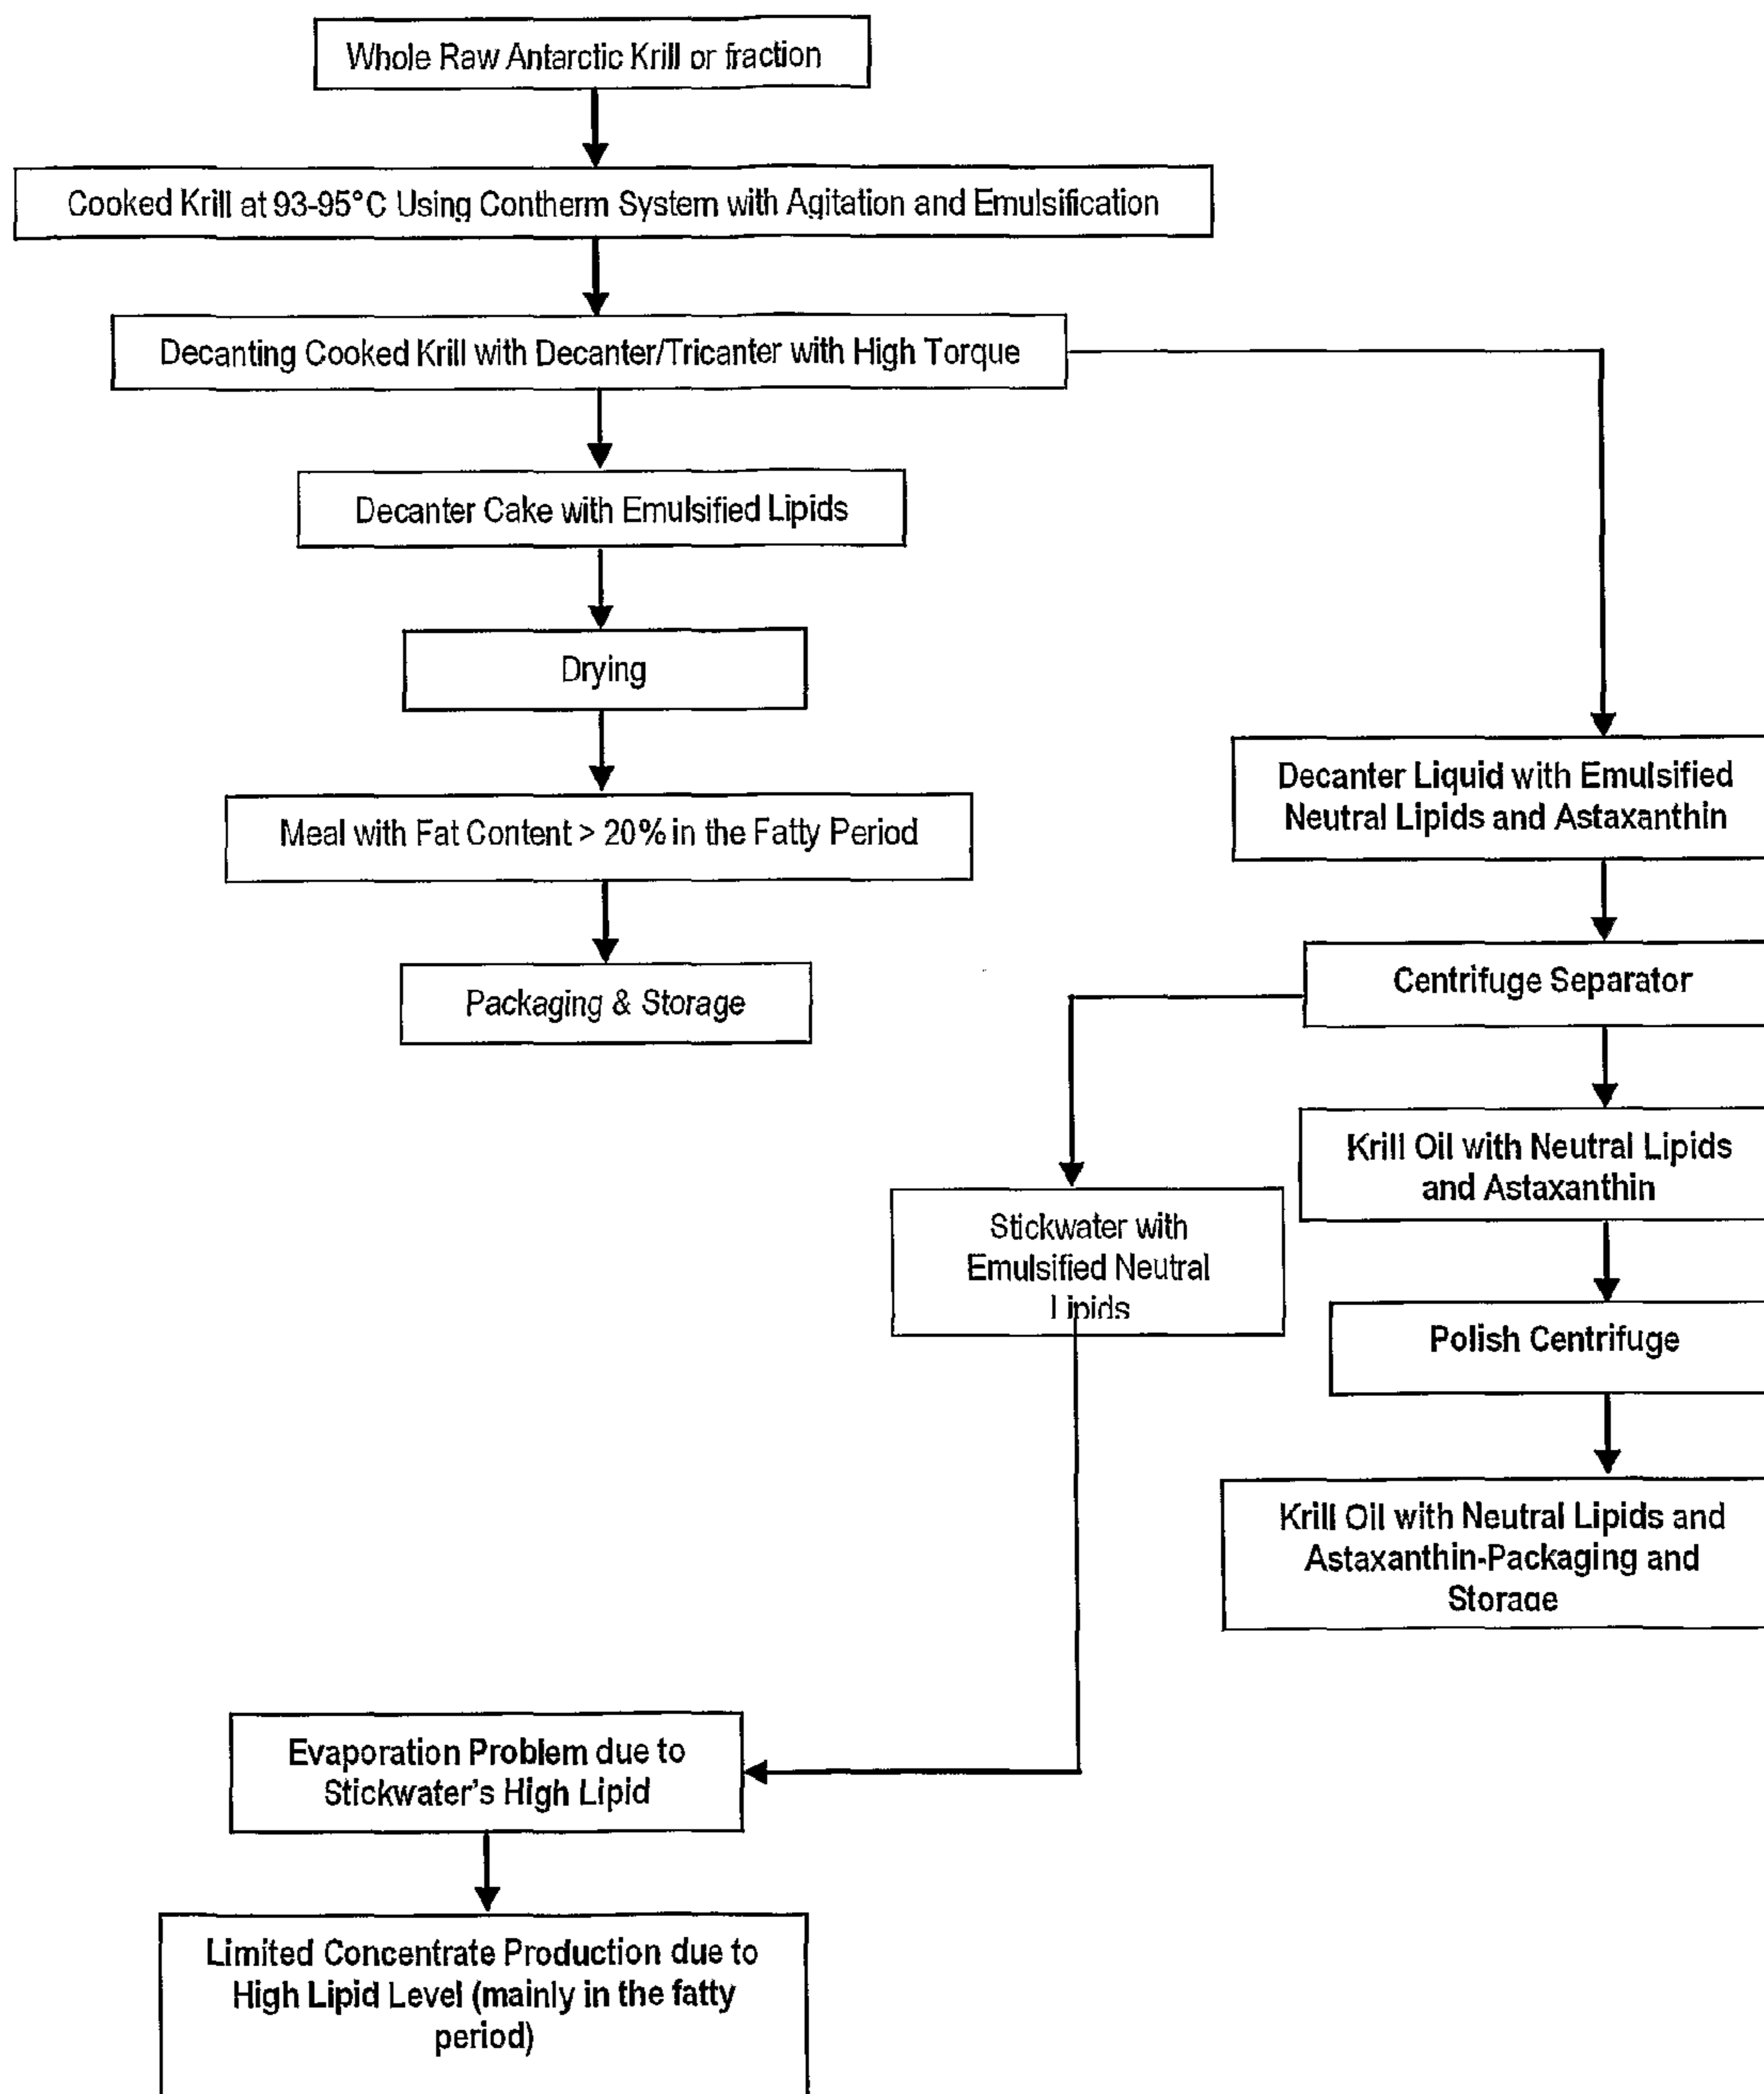 Whole Raw Antarctic Krill or fraction
Cooked Krill at 93-95°C Using Contherm System with Agitation and Emulsification
Decanting Cooked Krill with Decanter/Tricanter with High Torque
Decanter Cake with Emulsified Lipids
Drying
Meal with Fat Content > 20% in the Fatty Period
Packaging & Storage
Decanter Liquid with Emulsified
Neutral Lipids and Astaxanthin
Centrifuge Separator
Krill Oil with Neutral Lipids
and Astaxanthin
Stickwater with
Emulsified Neutral
Lipids
Polish Centrifuge
Krill Oil with Neutral Lipids and
Astaxanthin-Packaging and
Storage
Evaporation Problem due to
Stickwater's High Lipid
Limited Concentrate Production due to
High Lipid Level (mainly in the fatty
period)